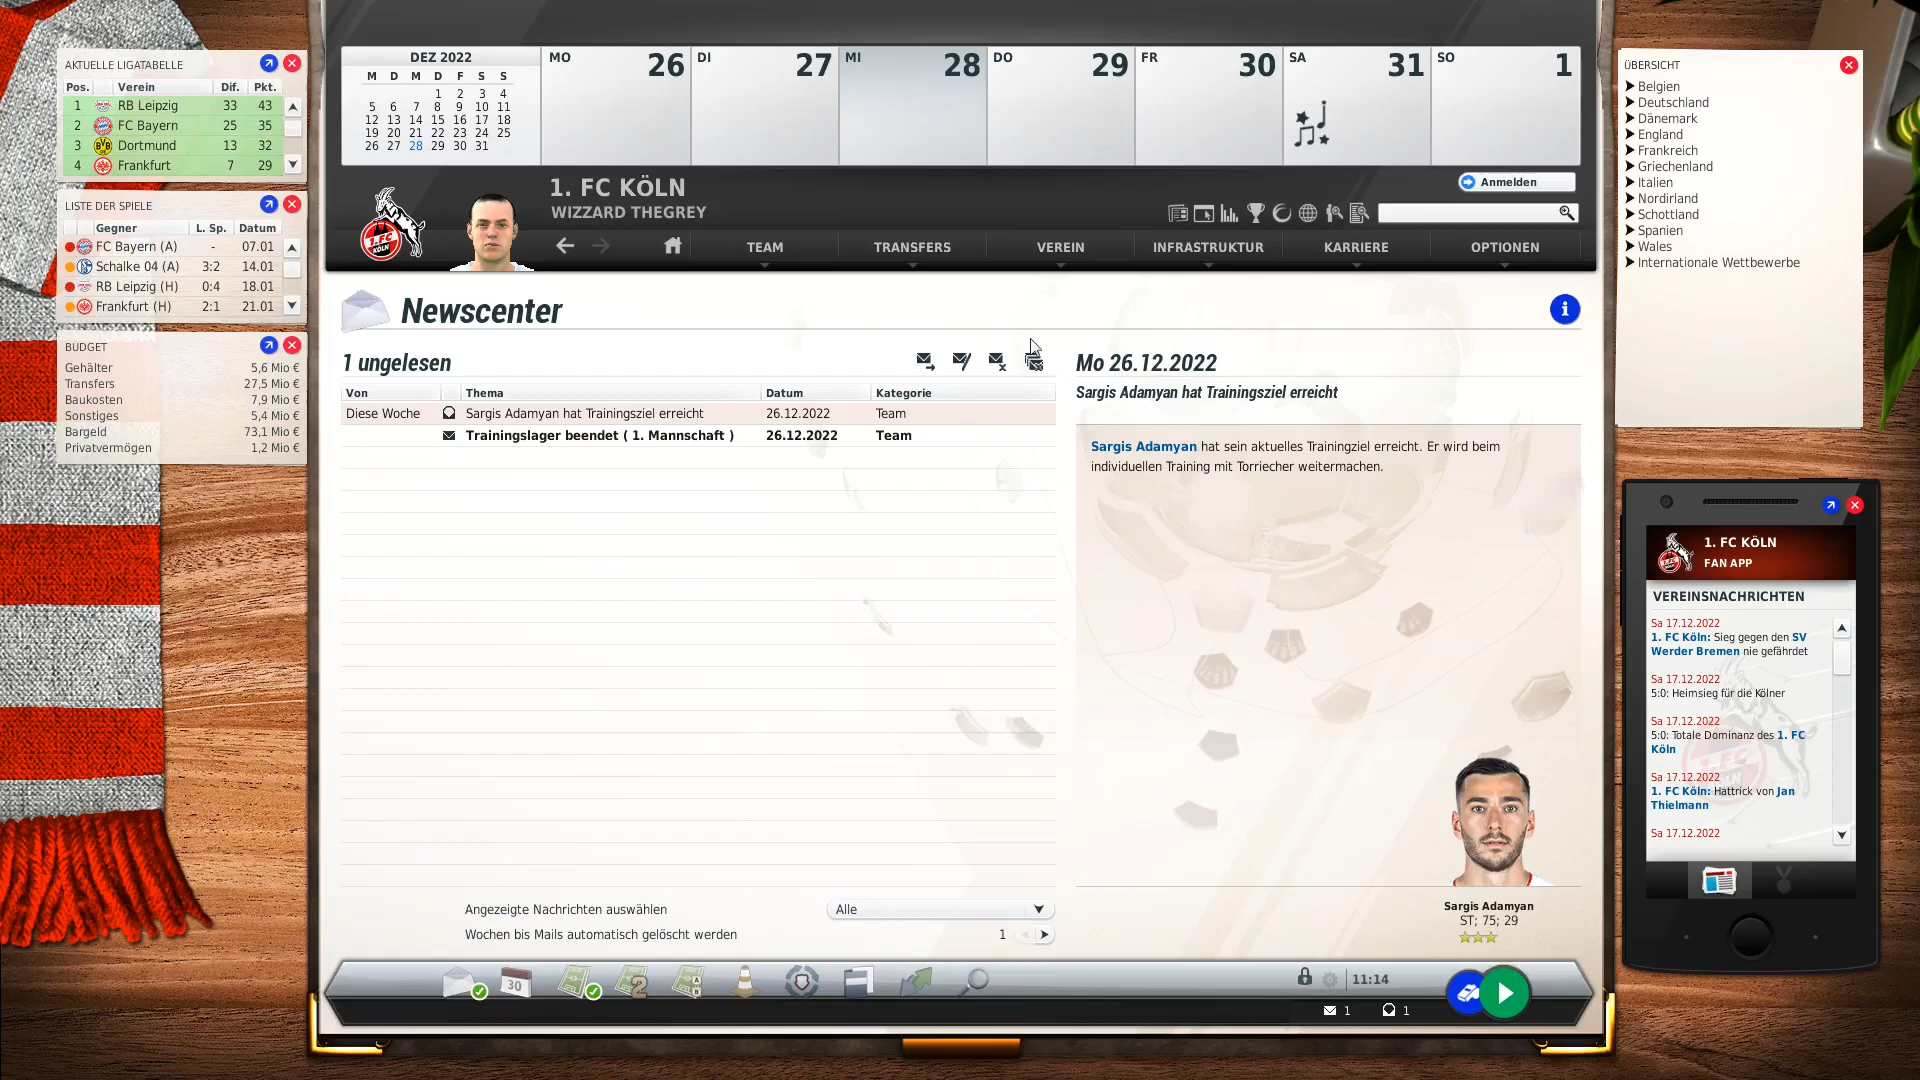 AKTUELLE LIGATABELLE
Pos. Verein Dif. Pkt.
1 RB Leipzig 33 43
2 FC Bayern 25 35
3 Dortmund 13 32
4 Frankfurt 7 29
LISTE DER SPIELE
Gegner L. Sp. Datum
FC Bayern (A) - 07.01
Schalke 04 (A) 3:2 14.01
RB Leipzig (H) 0:4 18.01
Frankfurt (H) 2:1 21.01
BUDGET
Gehälter 5,6 Mio €
Transfers 27,5 Mio €
Baukosten 7,9 Mio €
Sonstiges 5,4 Mio €
Bargeld 73,1 Mio €
Privatvermögen 1,2 Mio €
DEZ 2022
M D M D F S S
1 2 3 4
5 6 7 8 9 10 11
12 13 14 15 16 17 18
19 20 21 22 23 24 25
26 27 28 29 30 31
MO 26 DI 27 MI 28 DO 29 FR 30 SA 31 SO 1
1. FC KÖLN
WIZZARD THEGREY
Anmelden
TEAM TRANSFERS VEREIN INFRASTRUKTUR KARRIERE OPTIONEN
Newscenter
1 ungelesen
Von Thema Datum Kategorie
Diese Woche Sargis Adamyan hat Trainingsziel erreicht 26.12.2022 Team
Trainingslager beendet ( 1. Mannschaft ) 26.12.2022 Team
Angezeigte Nachrichten auswählen Alle
Wochen bis Mails automatisch gelöscht werden 1
Mo 26.12.2022
Sargis Adamyan hat Trainingsziel erreicht
Sargis Adamyan hat sein aktuelles Trainingziel erreicht. Er wird beim
individuellen Training mit Torriecher weitermachen.
Sargis Adamyan
ST; 75; 29
30
2
11:14
1 1
ÜBERSICHT
Belgien
Deutschland
Dänemark
England
Frankreich
Griechenland
Italien
Nordirland
Schottland
Spanien
Wales
Internationale Wettbewerbe
1. FC KÖLN
FAN APP
VEREINSNACHRICHTEN
Sa 17.12.2022
1. FC Köln: Sieg gegen den SV
Werder Bremen nie gefährdet
Sa 17.12.2022
5:0: Heimsieg für die Kölner
Sa 17.12.2022
5:0: Totale Dominanz des 1. FC
Köln
Sa 17.12.2022
1. FC Köln: Hattrick von Jan
Thielmann
Sa 17.12.2022